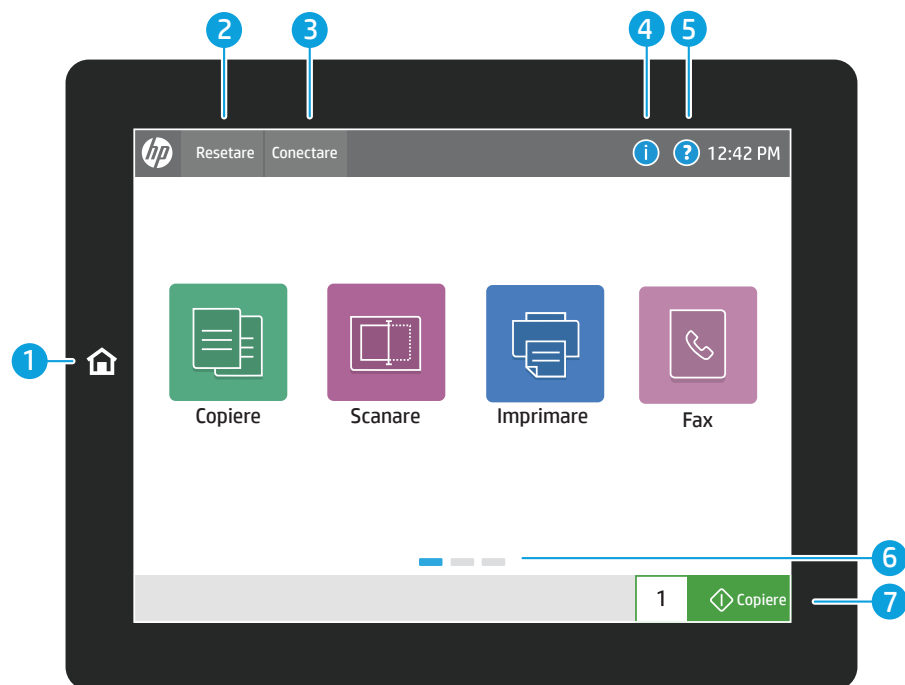 2 3 4 5
hp Resetare Conectare i ? 12:42 PM
1
Copiere Scanare Imprimare Fax
6
1 Copiere
7